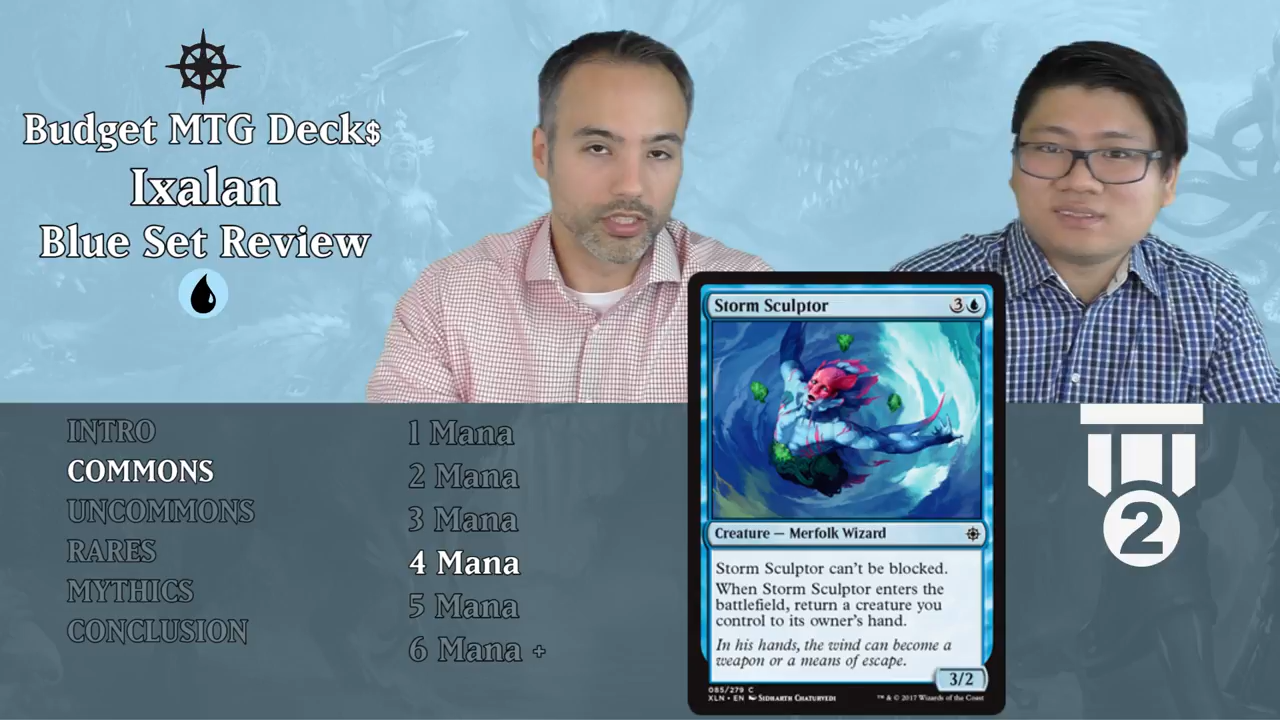 Budget MTG Deck$
Ixalan
Blue Set Review
INTRO
COMMONS
UNCOMMONS
RARES
MYTHICS
CONCLUSION
1 Mana
2 Mana
3 Mana
4 Mana
5 Mana
6 Mana +
Storm Sculptor 3
Creature — Merfolk Wizard
Storm Sculptor can't be blocked.
When Storm Sculptor enters the
battlefield, return a creature you
control to its owner's hand.
In his hands, the wind can become a
weapon or a means of escape.
3/2
085/279 C
XLN • EN Sidharth Chaturvedi
™ & © 2017 Wizards of the Coast
2